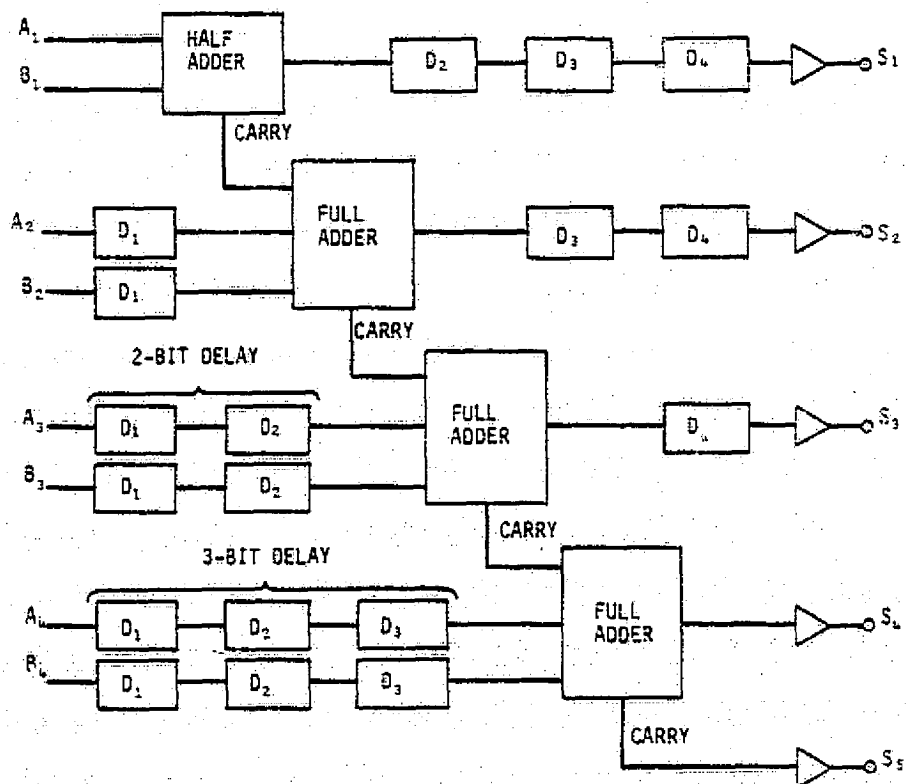 A₁
HALF
ADDER
D₂
D₃
D₄
S₁
B₁
CARRY
A₂
D₁
FULL
ADDER
D₃
D₄
S₂
B₂
D₁
CARRY
2-BIT DELAY
A₃
Di
D₂
FULL
ADDER
D₄
S₃
B₃
D₁
D₂
CARRY
3-BIT DELAY
A₄
D₁
D₂
D₃
FULL
ADDER
S₄
B₄
D₁
D₂
D₃
CARRY
S₅